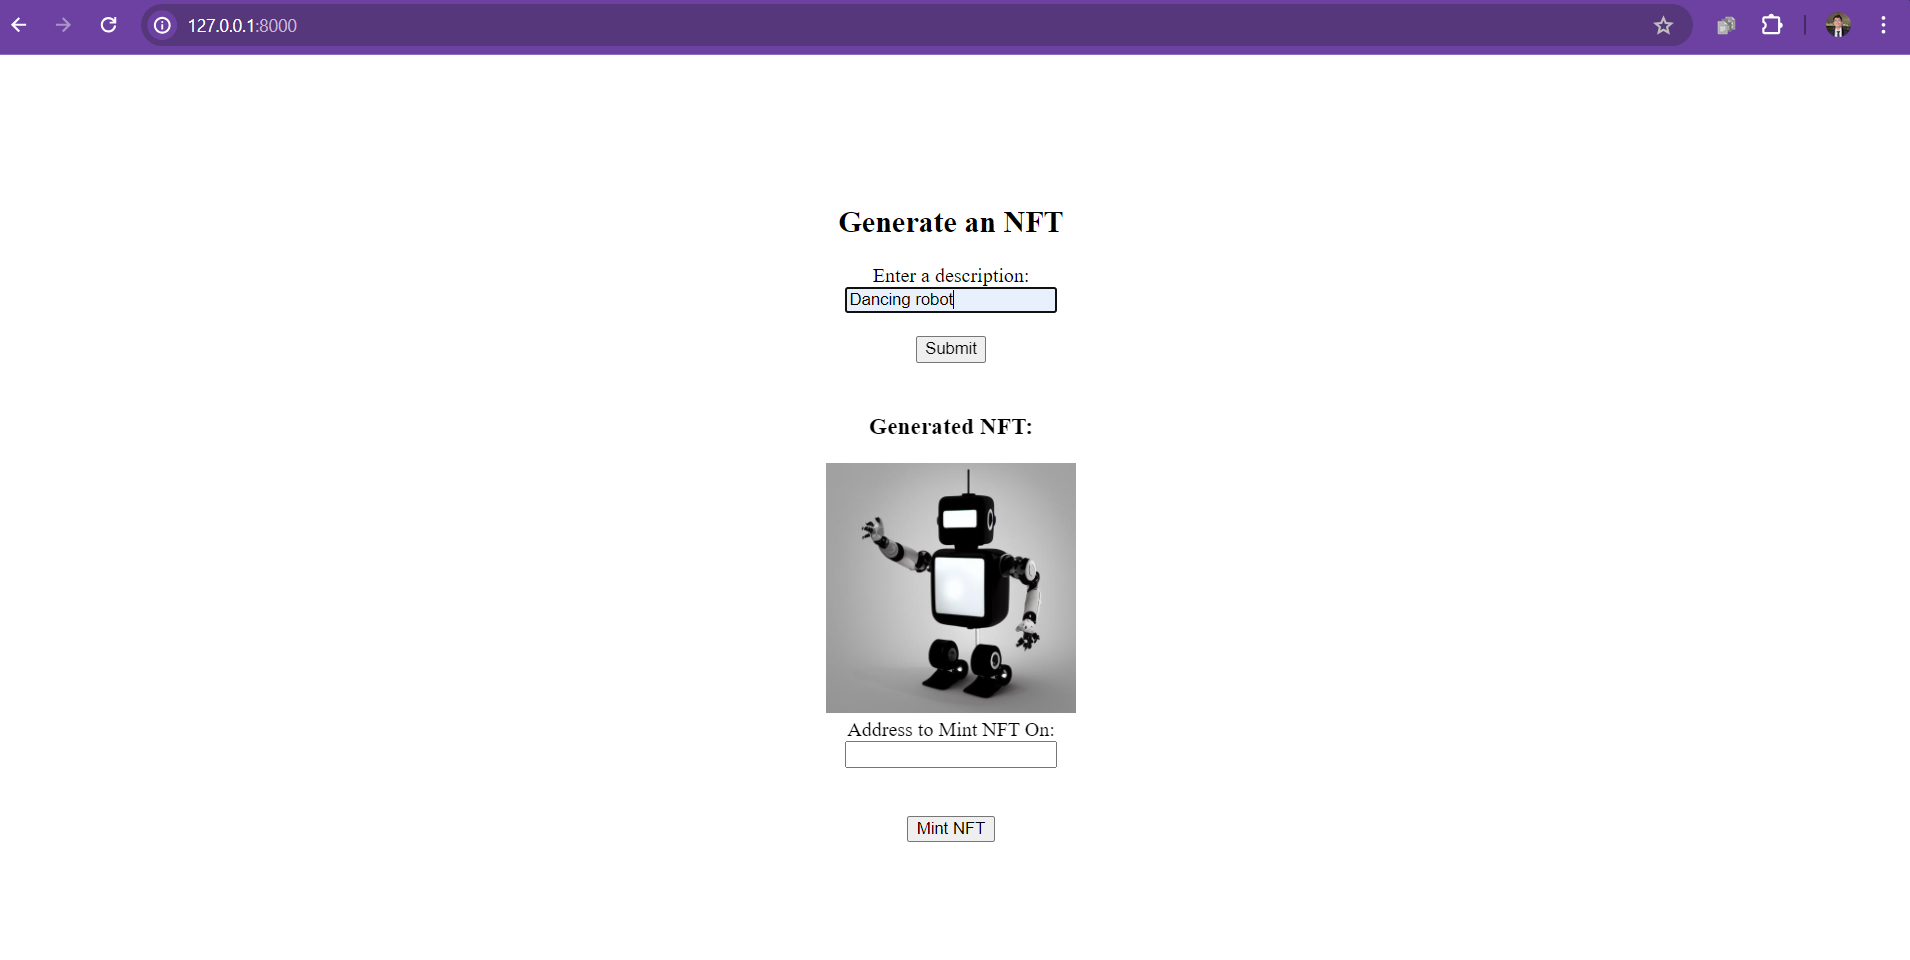 127.0.0.1:8000
Generate an NFT
Enter a description:
Dancing robot
Submit
Generated NFT:
Address to Mint NFT On:
Mint NFT